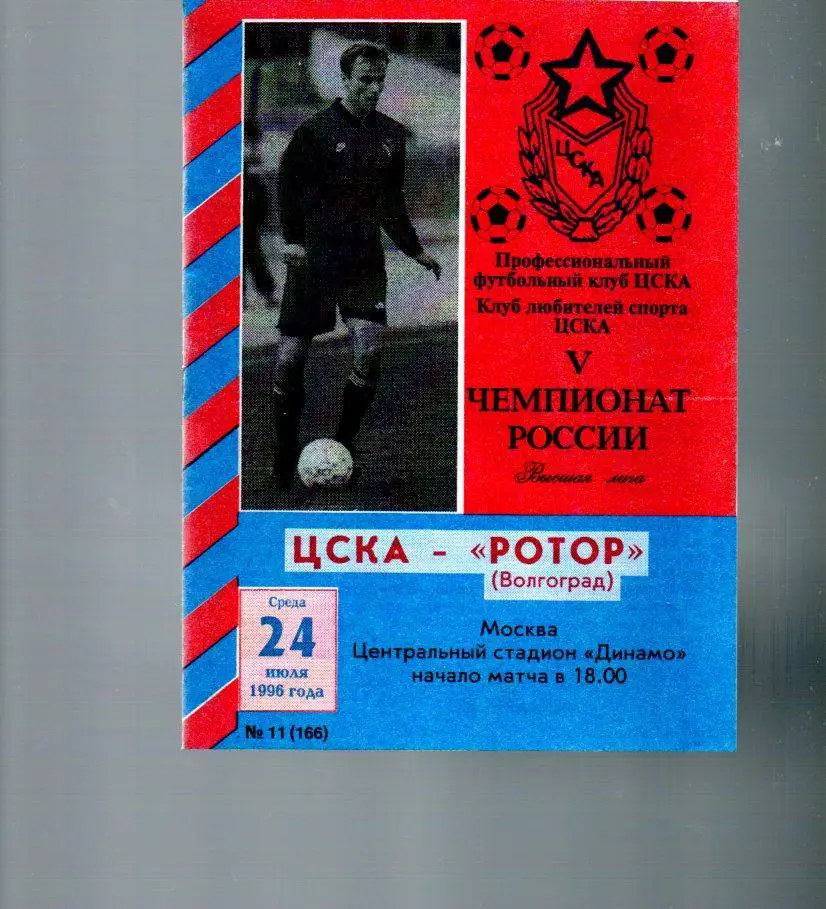 ЦСКА
Профессиональный
футбольный клуб ЦСКА
Клуб любителей спорта
ЦСКА
V
ЧЕМПИОНАТ
РОССИИ
Высшая лига
ЦСКА - «РОТОР»
(Волгоград)
Среда
24
июля
1996 года
Москва
Центральный стадион «Динамо»
начало матча в 18.00
№ 11 (166)